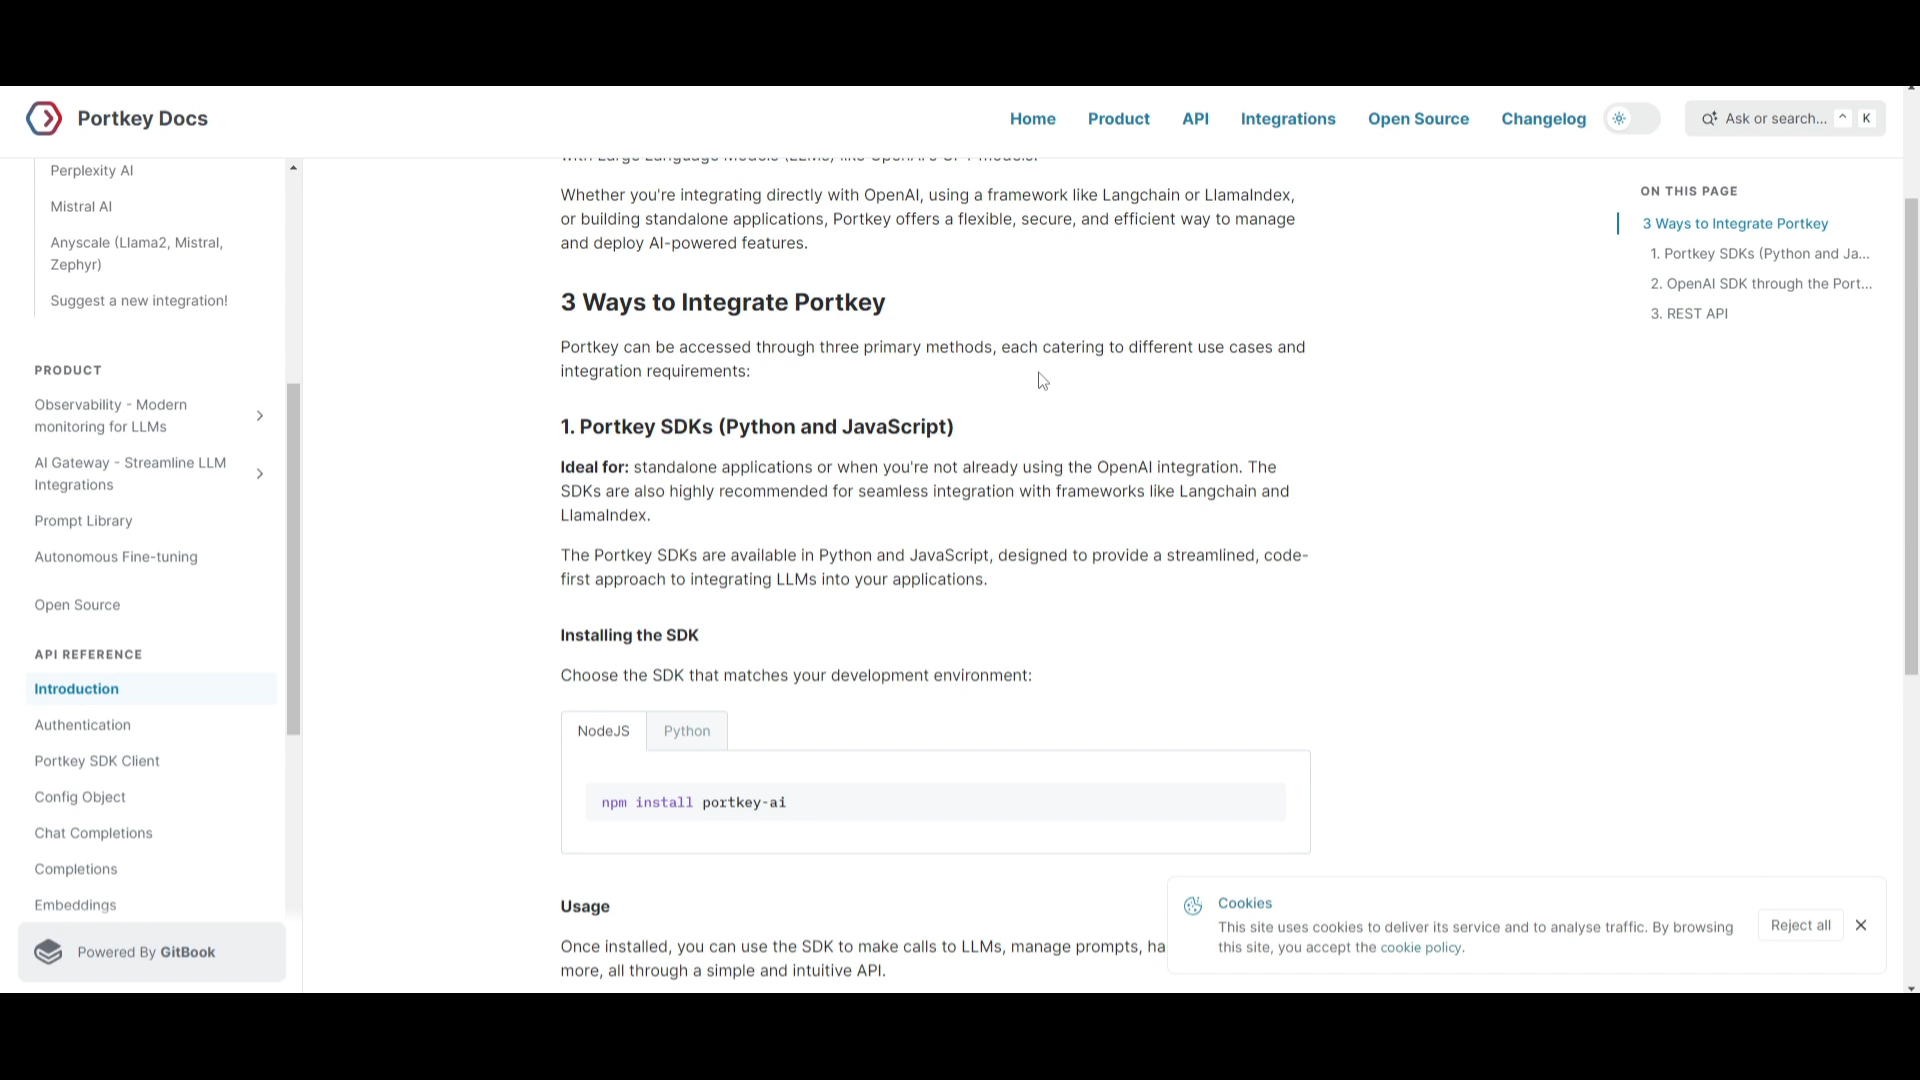 Portkey Docs
Home
Product
API
Integrations
Open Source
Changelog
Ask or search...
^
K
Perplexity AI
Mistral AI
Anyscale (Llama2, Mistral,
Zephyr)
Suggest a new integration!
PRODUCT
Observability - Modern
monitoring for LLMs
AI Gateway - Streamline LLM
Integrations
Prompt Library
Autonomous Fine-tuning
Open Source
API REFERENCE
Introduction
Authentication
Portkey SDK Client
Config Object
Chat Completions
Completions
Embeddings
Powered By GitBook
with Large Language Models (LLMs) like OpenAI's GPT models.
Whether you're integrating directly with OpenAI, using a framework like Langchain or LlamaIndex,
or building standalone applications, Portkey offers a flexible, secure, and efficient way to manage
and deploy AI-powered features.
3 Ways to Integrate Portkey
Portkey can be accessed through three primary methods, each catering to different use cases and
integration requirements:
1. Portkey SDKs (Python and JavaScript)
Ideal for: standalone applications or when you're not already using the OpenAI integration. The
SDKs are also highly recommended for seamless integration with frameworks like Langchain and
LlamaIndex.
The Portkey SDKs are available in Python and JavaScript, designed to provide a streamlined, code-
first approach to integrating LLMs into your applications.
Installing the SDK
Choose the SDK that matches your development environment:
NodeJS
Python
npm install portkey-ai
Usage
Once installed, you can use the SDK to make calls to LLMs, manage prompts, ha
more, all through a simple and intuitive API.
ON THIS PAGE
3 Ways to Integrate Portkey
1. Portkey SDKs (Python and Ja...
2. OpenAI SDK through the Port...
3. REST API
Cookies
This site uses cookies to deliver its service and to analyse traffic. By browsing
this site, you accept the cookie policy.
Reject all